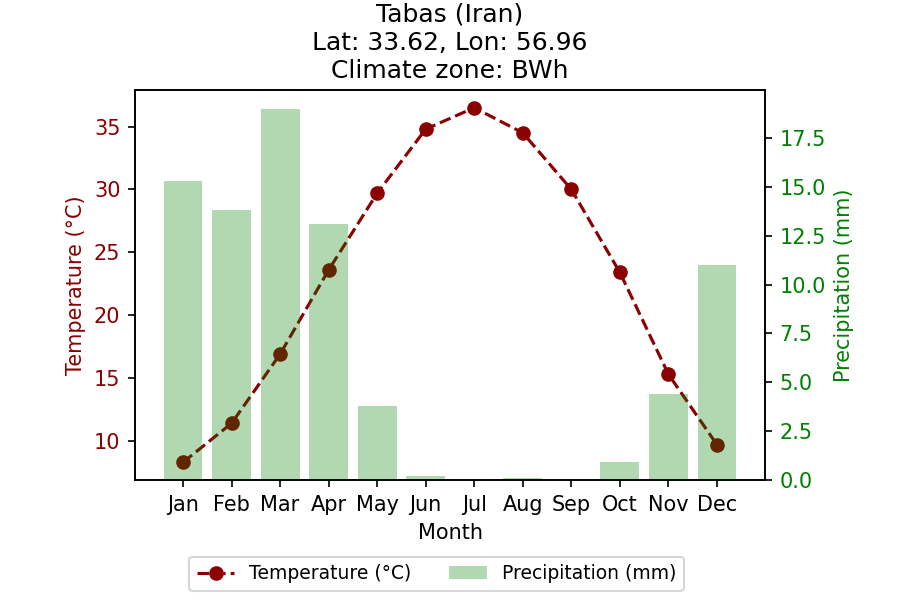 Tabas (Iran)
Lat: 33.62, Lon: 56.96
Climate zone: BWh
Temperature (°C)
35
30
25
20
15
10
17.5
15.0
12.5
10.0
7.5
5.0
2.5
0.0
Precipitation (mm)
Jan Feb Mar Apr May Jun Jul Aug Sep Oct Nov Dec
Month
Temperature (°C) Precipitation (mm)